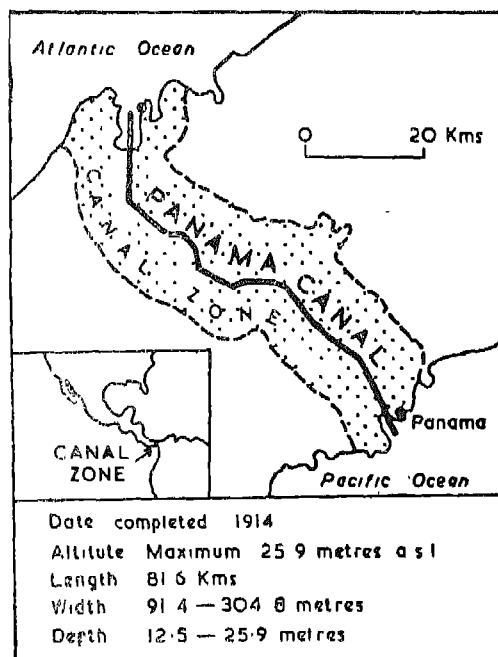 Atlantic Ocean
0 20 Kms
PANAMA CANAL
CANAL ZONE
Panama
CANAL
ZONE
Pacific Ocean
Date completed 1914
Altitute Maximum 25 9 metres a s l
Length 81 6 Kms
Width 91 4 — 304 8 metres
Depth 12·5 — 25·9 metres